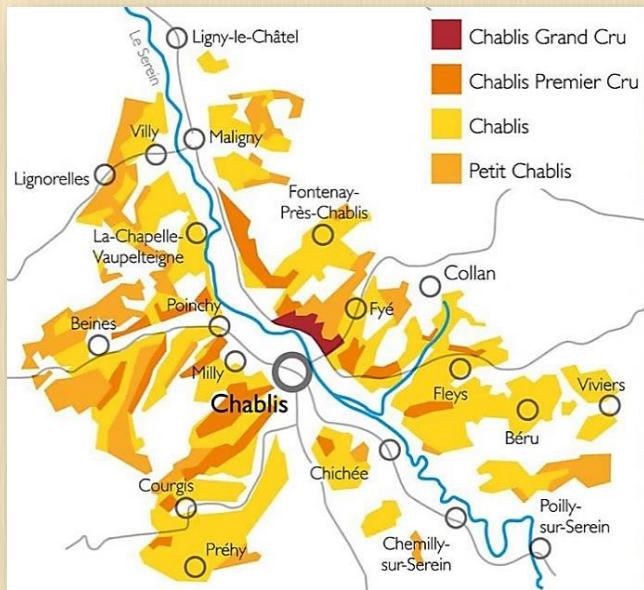 Ligny-le-Châtel
Le Serein
Chablis Grand Cru
Chablis Premier Cru
Chablis
Petit Chablis
Villy
Maligny
Lignorelles
Fontenay-
Près-Chablis
La-Chapelle-
Vaupelteigne
Collan
Poinchy
Fyé
Beines
Milly
Fleys
Viviers
Chablis
Béru
Chichée
Courgis
Poilly-
sur-Serein
Chemilly-
sur-Serein
Préhy